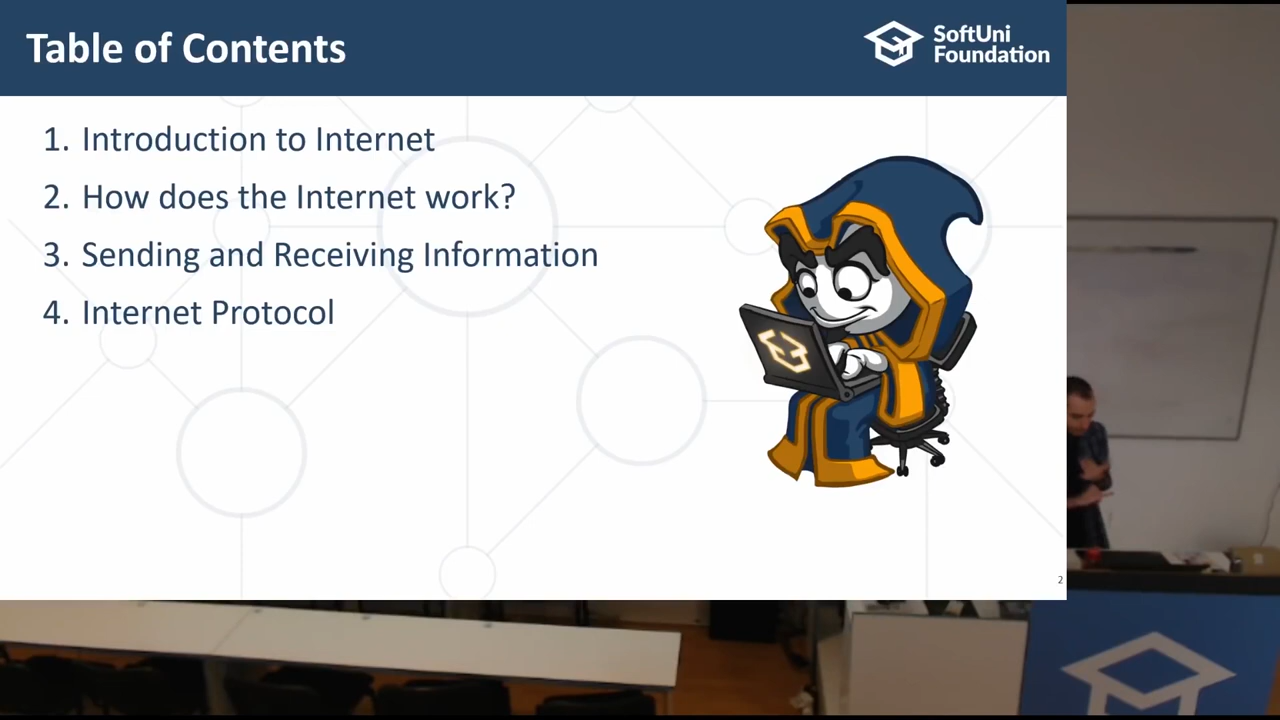 Table of Contents
SoftUni
Foundation
1. Introduction to Internet
2. How does the Internet work?
3. Sending and Receiving Information
4. Internet Protocol
2